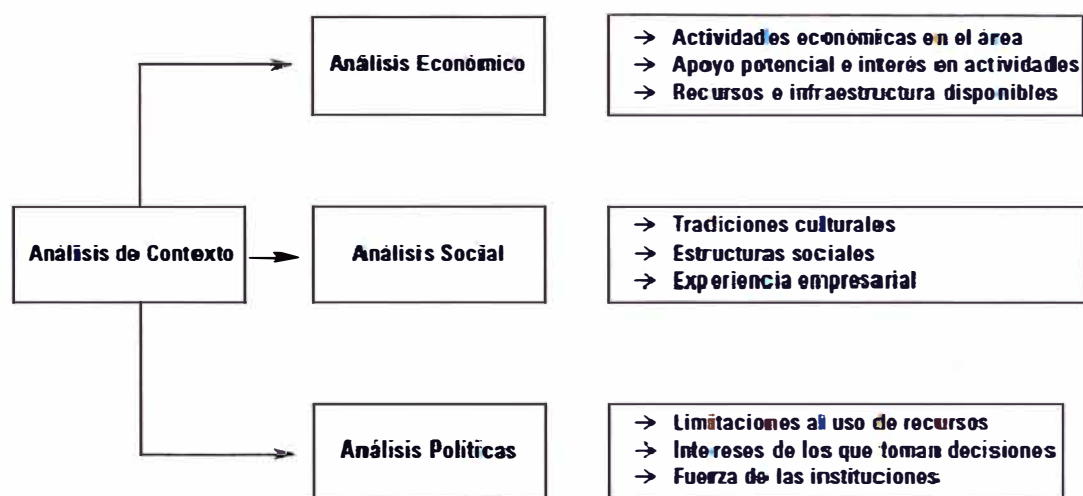 Análisis Económico
→ Actividades económicas en el área
→ Apoyo potencial e interés en actividades
→ Recursos e infraestructura disponibles
Análisis de Contexto
Análisis Social
→ Tradiciones culturales
→ Estructuras sociales
→ Experiencia empresarial
Análisis Políticas
→ Limitaciones al uso de recursos
→ Intereses de los que toman decisiones
→ Fuerza de las instituciones